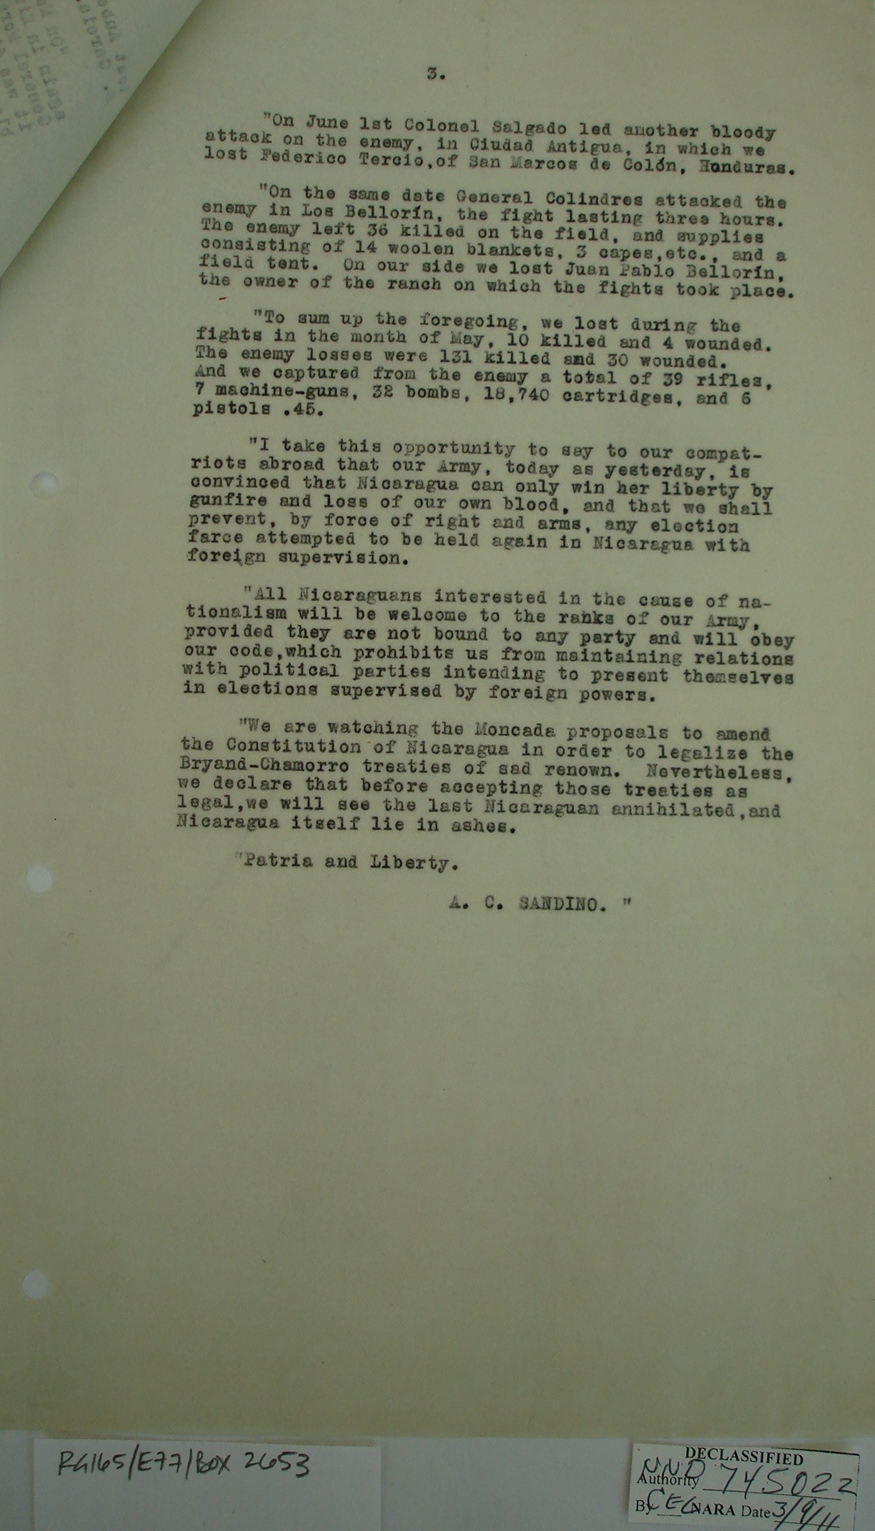 3.
"On June 1st Colonel Salgado led another bloody
attack on the enemy, in Ciudad Antigua, in which we
lost Federico Tercio,of San Marcos de Colón, Honduras.
"On the same date General Colindres attacked the
enemy in Los Bellorín, the fight lasting three hours.
The enemy left 36 killed on the field, and supplies
consisting of 14 woolen blankets, 3 capes,etc., and a
field tent. On our side we lost Juan Pablo Bellorín,
the owner of the ranch on which the fights took place.
"To sum up the foregoing, we lost during the
fights in the month of May, 10 killed and 4 wounded.
The enemy losses were 131 killed and 30 wounded.
And we captured from the enemy a total of 39 rifles,
7 machine-guns, 32 bombs, 18,740 cartridges, and 6
pistols .45.
"I take this opportunity to say to our compat-
riots abroad that our Army, today as yesterday, is
convinced that Nicaragua can only win her liberty by
gunfire and loss of our own blood, and that we shall
prevent, by force of right and arms, any election
farce attempted to be held again in Nicaragua with
foreign supervision.
"All Nicaraguans interested in the cause of na-
tionalism will be welcome to the ranks of our Army,
provided they are not bound to any party and will obey
our code,which prohibits us from maintaining relations
with political parties intending to present themselves
in elections supervised by foreign powers.
"We are watching the Moncada proposals to amend
the Constitution of Nicaragua in order to legalize the
Bryand-Chamorro treaties of sad renown. Nevertheless,
we declare that before accepting those treaties as
legal,we will see the last Nicaraguan annihilated,and
Nicaragua itself lie in ashes.
"Patria and Liberty.
A. C. SANDINO. "
RG165/E77/BOX 2653
DECLASSIFIED
Authority NND 745022
By CEG NARA Date 3/9/11